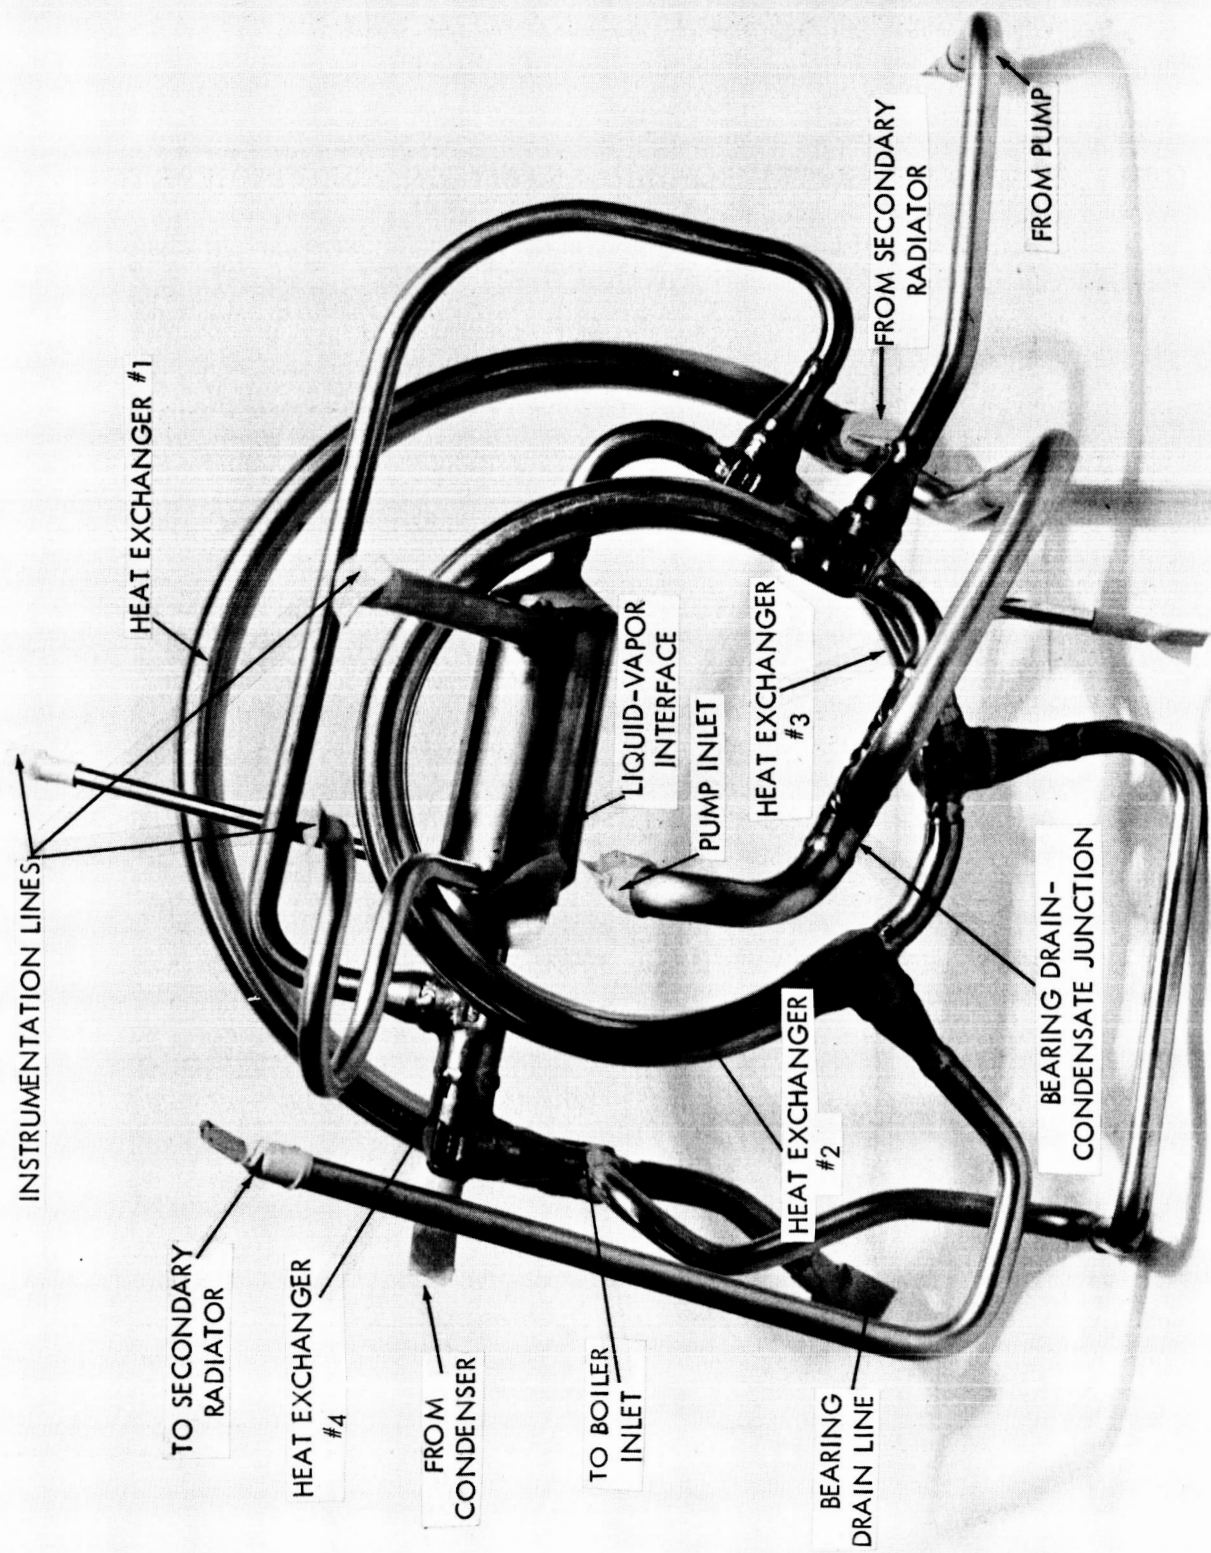 INSTRUMENTATION LINES
HEAT EXCHANGER #1
TO SECONDARY
RADIATOR
HEAT EXCHANGER
#4
FROM
CONDENSER
TO BOILER
INLET
BEARING
DRAIN LINE
HEAT EXCHANGER
#2
BEARING DRAIN-
CONDENSATE JUNCTION
LIQUID-VAPOR
INTERFACE
PUMP INLET
HEAT EXCHANGER
#3
FROM SECONDARY
RADIATOR
FROM PUMP